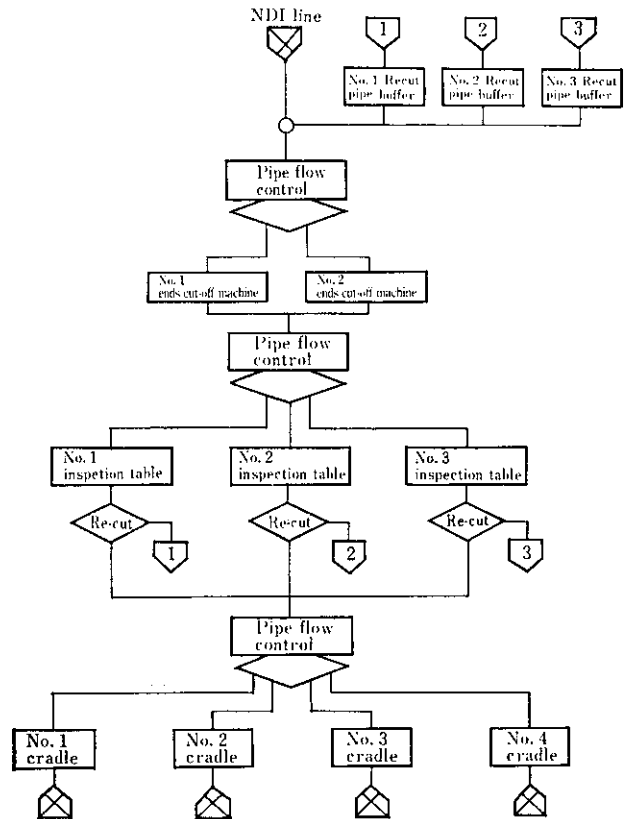 NDI line
1
2
3
No. 1 Recut
pipe buffer
No. 2 Recut
pipe buffer
No. 3 Recut
pipe buffer
Pipe flow
control
No. 1
ends cut-off machine
No. 2
ends cut-off machine
Pipe flow
control
No. 1
inspetion table
No. 2
inspection table
No. 3
inspection table
Re-cut
1
Re-cut
2
Re-cut
3
Pipe flow
control
No. 1
cradle
No. 2
cradle
No. 3
cradle
No. 4
cradle